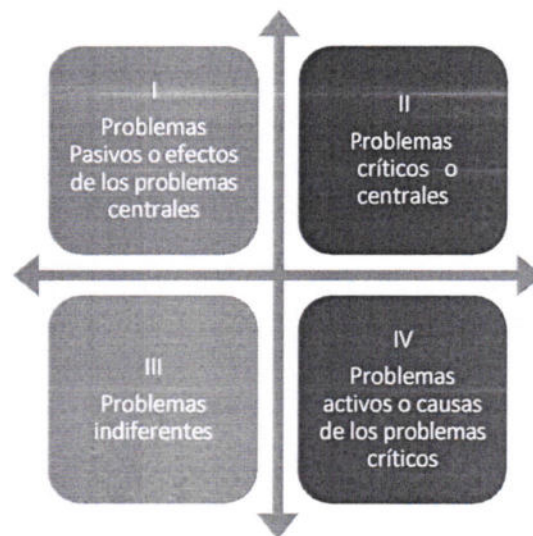 I
Problemas
Pasivos o efectos
de los problemas
centrales
II
Problemas
críticos o
centrales
III
Problemas
indiferentes
IV
Problemas
activos o causas
de los problemas
críticos